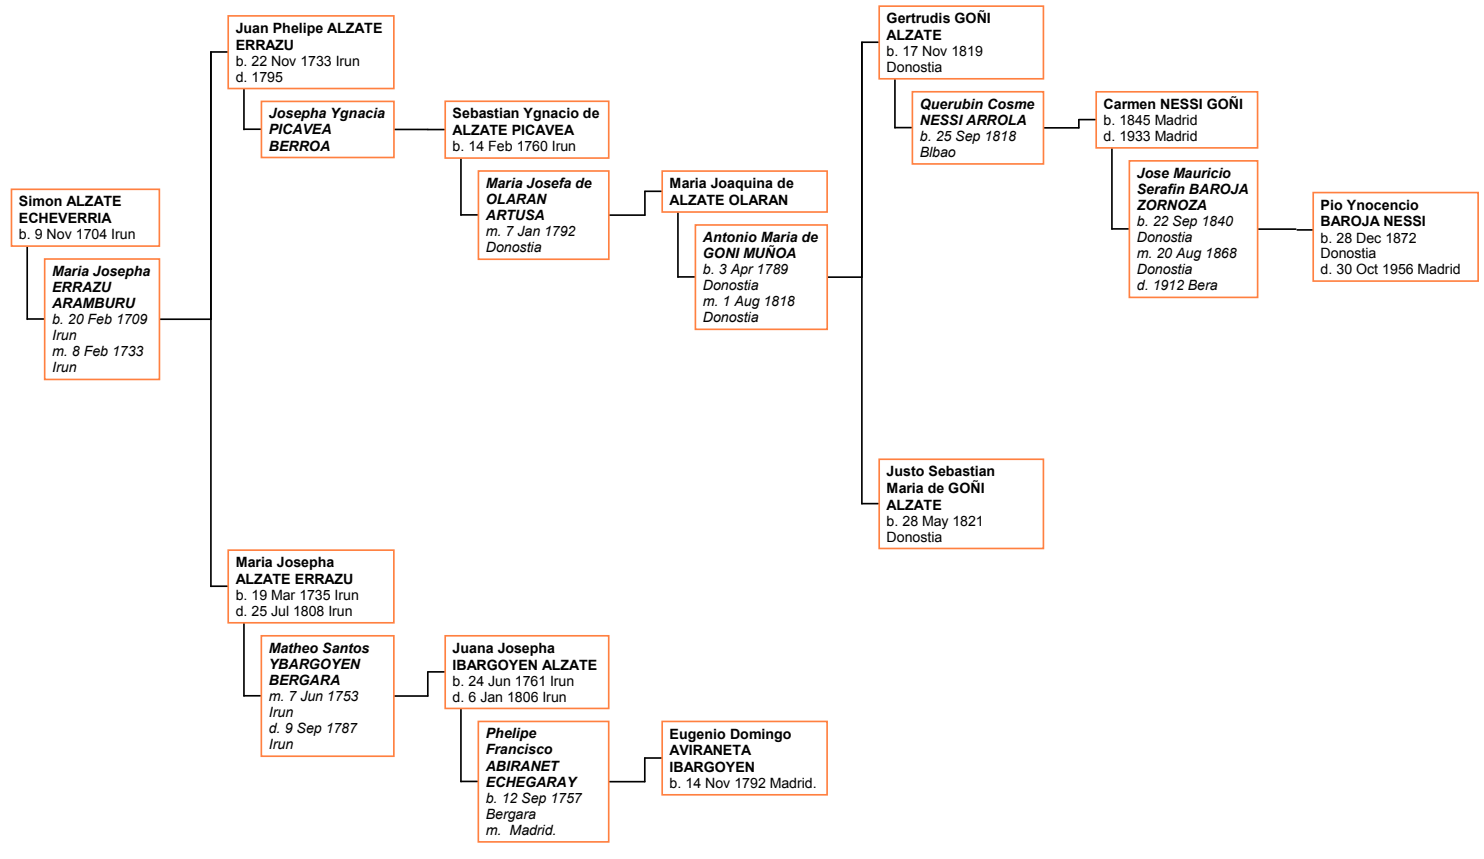 Simon ALZATE
ECHEVERRIA
b. 9 Nov 1704 Irun
Maria Josepha
ERRAZU
ARAMBURU
b. 20 Feb 1709
Irun
m. 8 Feb 1733
Irun
Juan Phelipe ALZATE
ERRAZU
b. 22 Nov 1733 Irun
d. 1795
Josepha Ygnacia
PICAVEA
BERROA
Sebastian Ygnacio de
ALZATE PICAVEA
b. 14 Feb 1760 Irun
Maria Josefa de
OLARAN
ARTUSA
m. 7 Jan 1792
Donostia
Maria Joaquina de
ALZATE OLARAN
Antonio Maria de
GONI MUÑOA
b. 3 Apr 1789
Donostia
m. 1 Aug 1818
Donostia
Gertrudis GOÑI
ALZATE
b. 17 Nov 1819
Donostia
Querubin Cosme
NESSI ARROLA
b. 25 Sep 1818
Blbao
Carmen NESSI GOÑI
b. 1845 Madrid
d. 1933 Madrid
Jose Mauricio
Serafin BAROJA
ZORNOZA
b. 22 Sep 1840
Donostia
m. 20 Aug 1868
Donostia
d. 1912 Bera
Pio Ynocencio
BAROJA NESSI
b. 28 Dec 1872
Donostia
d. 30 Oct 1956 Madrid
Justo Sebastian
Maria de GOÑI
ALZATE
b. 28 May 1821
Donostia
Maria Josepha
ALZATE ERRAZU
b. 19 Mar 1735 Irun
d. 25 Jul 1808 Irun
Matheo Santos
YBARGOYEN
BERGARA
m. 7 Jun 1753
Irun
d. 9 Sep 1787
Irun
Juana Josepha
IBARGOYEN ALZATE
b. 24 Jun 1761 Irun
d. 6 Jan 1806 Irun
Phelipe
Francisco
ABIRANET
ECHEGARAY
b. 12 Sep 1757
Bergara
m. Madrid.
Eugenio Domingo
AVIRANETA
IBARGOYEN
b. 14 Nov 1792 Madrid.